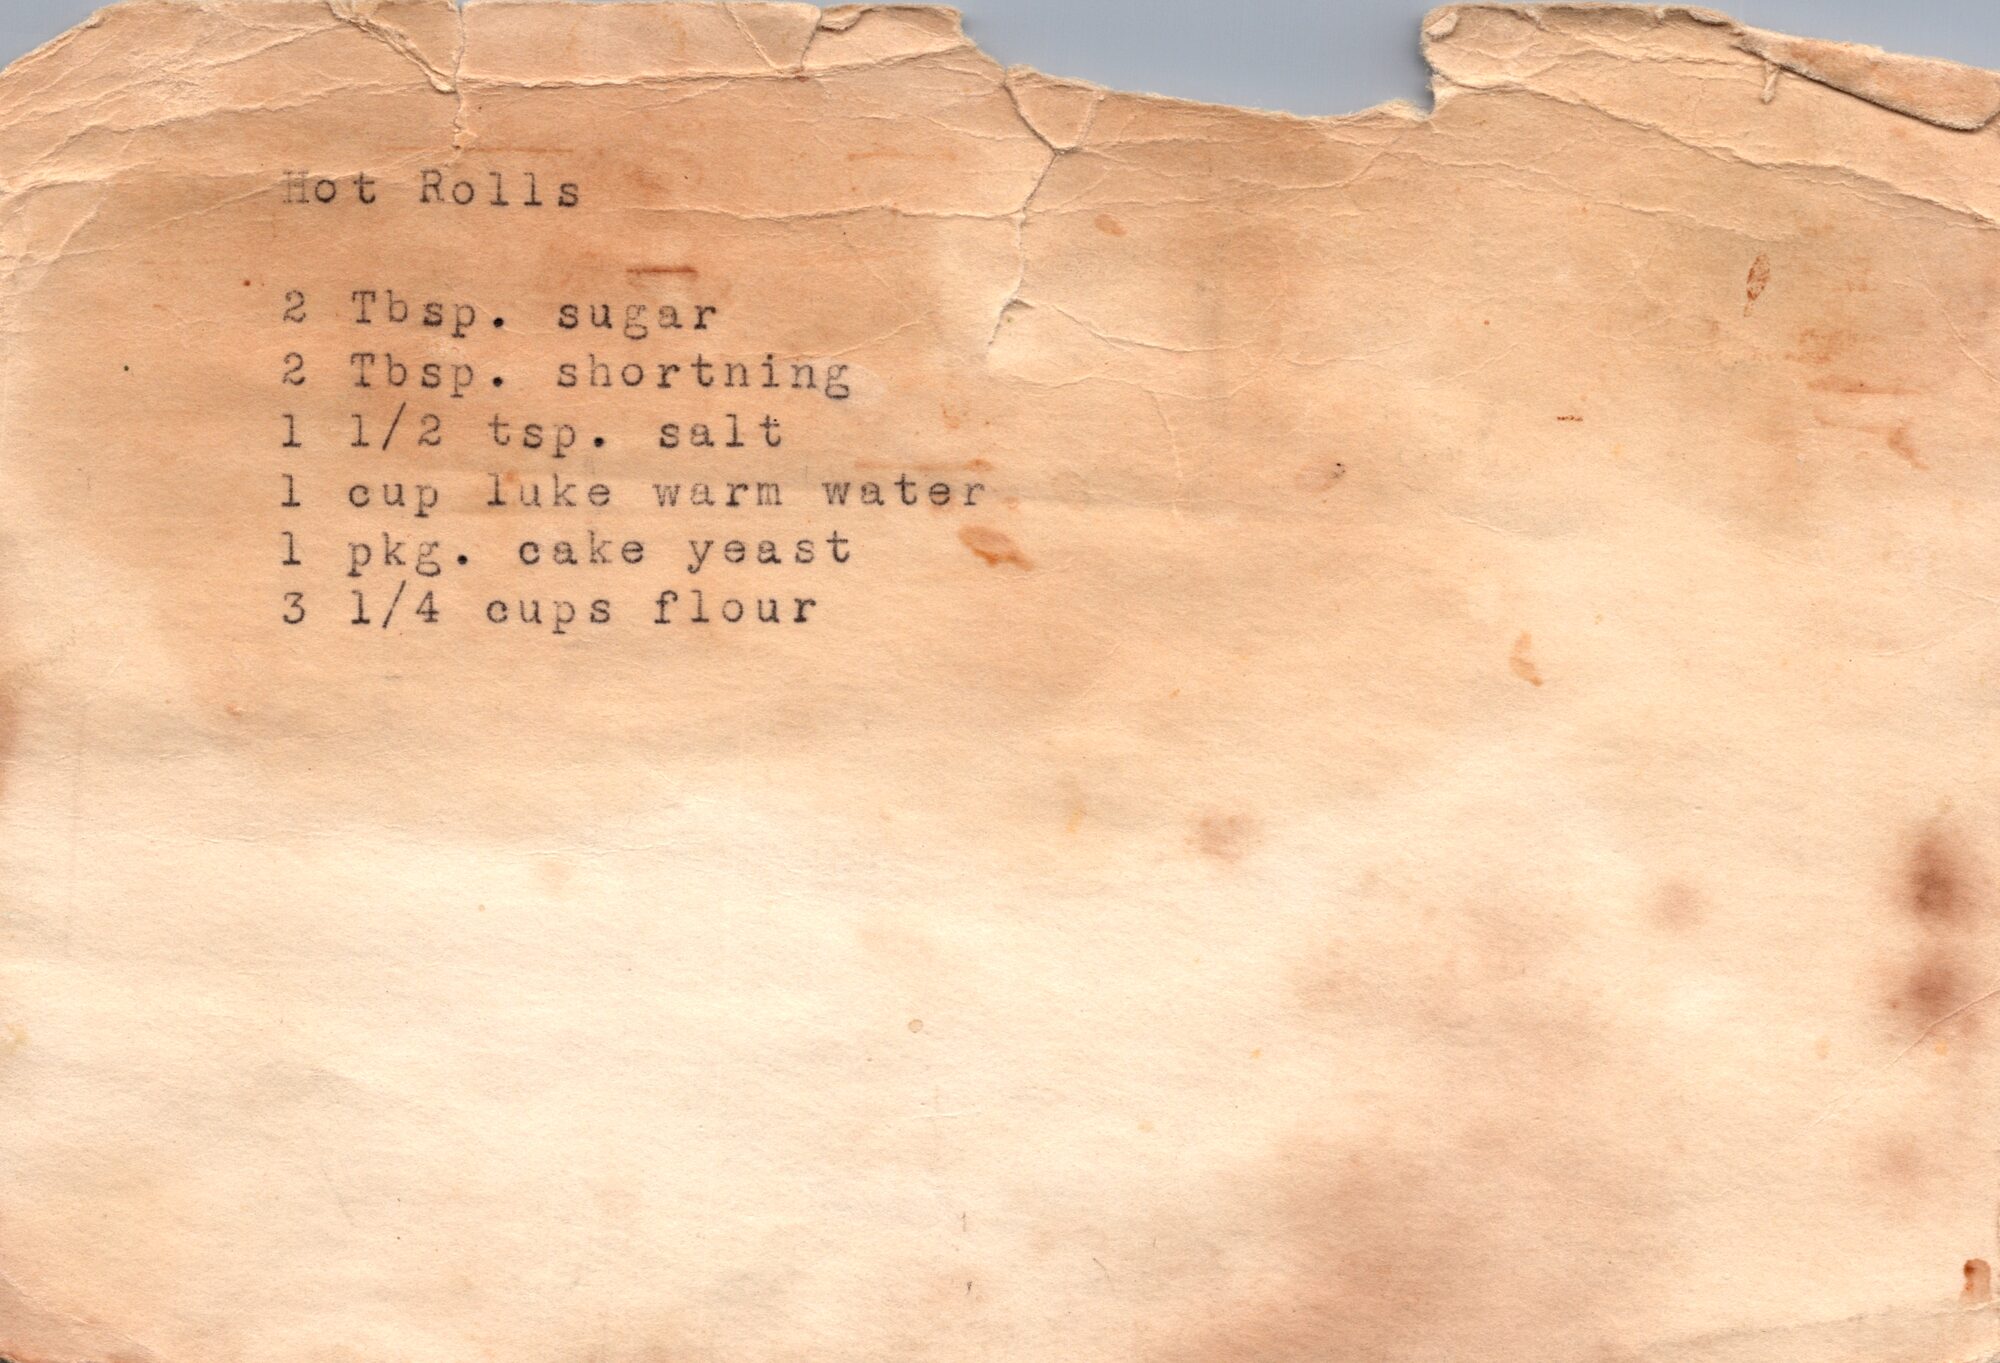 Hot Rolls
2 Tbsp. sugar
2 Tbsp. shortning
1 1/2 tsp. salt
1 cup luke warm water
1 pkg. cake yeast
3 1/4 cups flour